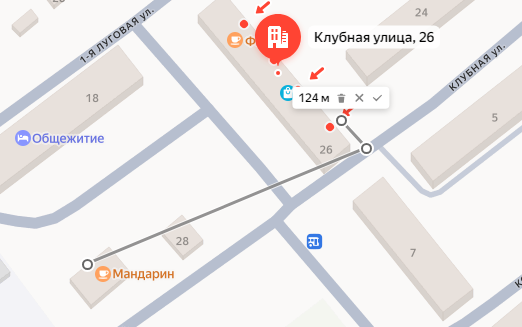 24
1-я ЛУГОВАЯ ул.
Клубная улица, 26
КЛУБНАЯ ул.
18
124 м
5
Общежитие
26
28
7
Мандарин